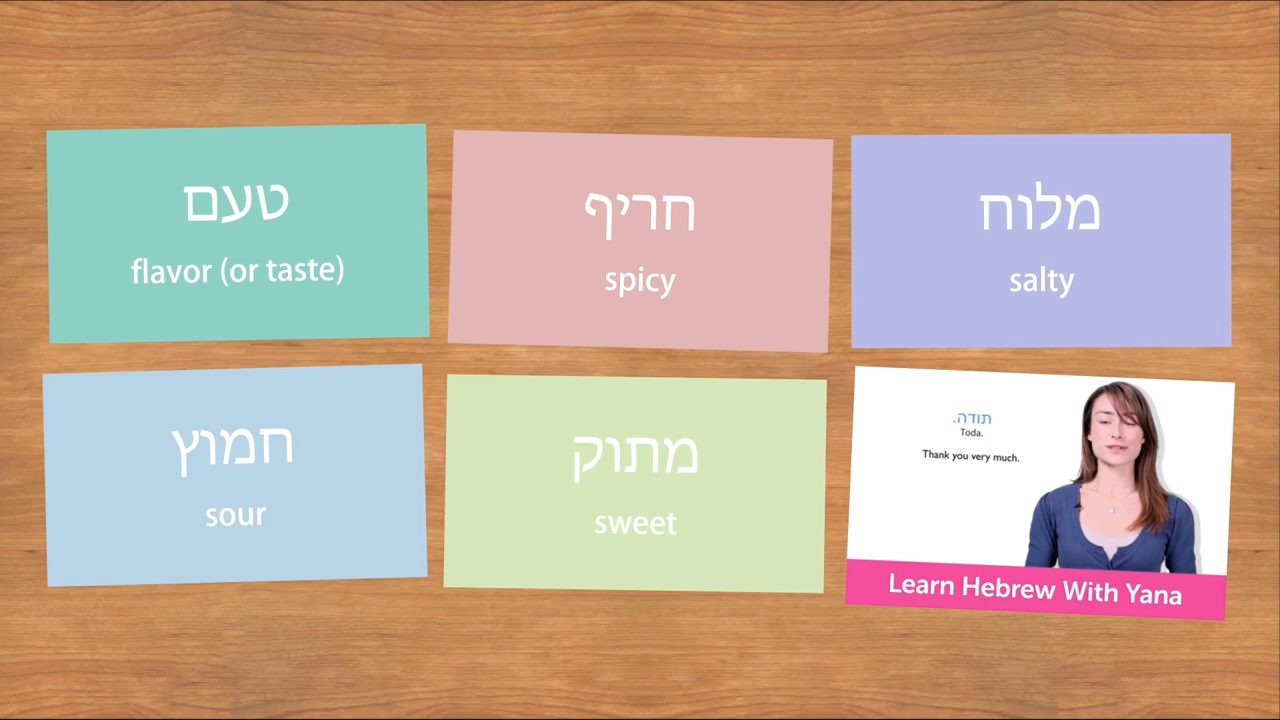 טעם
flavor (or taste)
חריף
spicy
מלוח
salty
חמוץ
sour
מתוק
sweet
תודה.
Toda.
Thank you very much.
Learn Hebrew With Yana